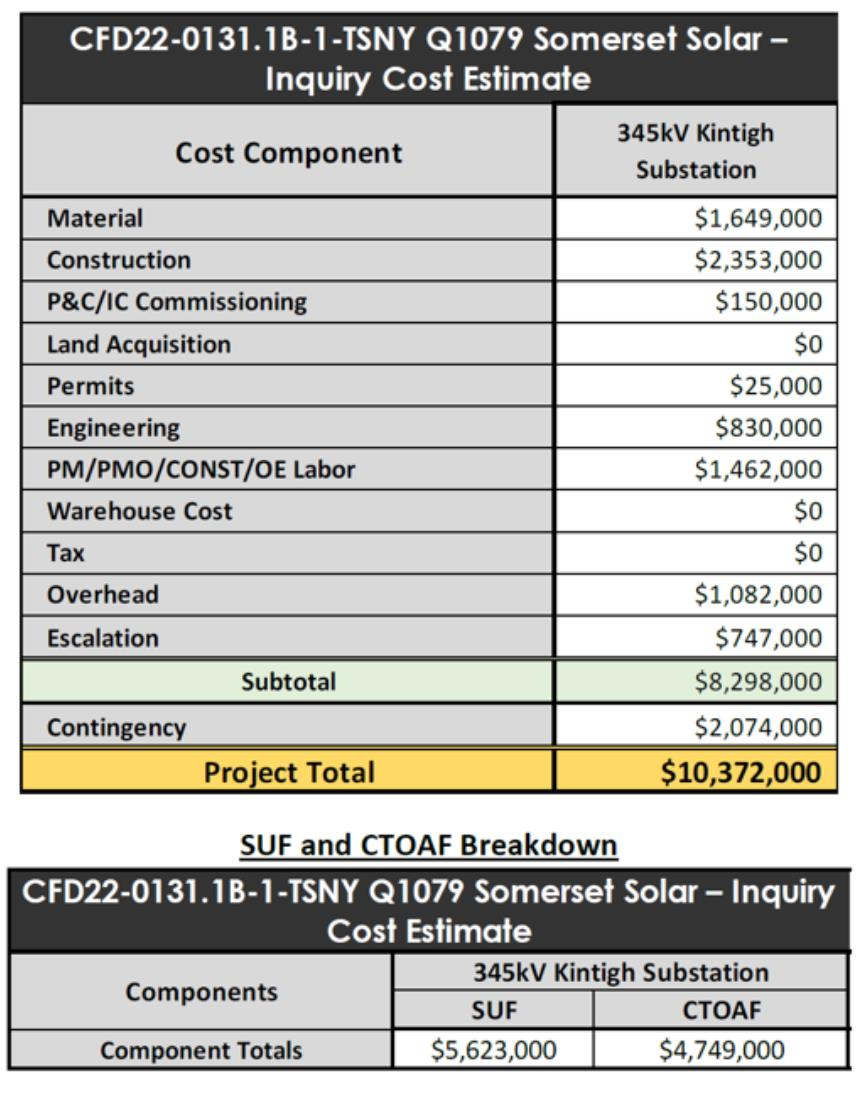 CFD22-0131.1B-1-TSNY Q1079 Somerset Solar –
Inquiry Cost Estimate
Cost Component
345kV Kintigh
Substation
Material $1,649,000
Construction $2,353,000
P&C/IC Commissioning $150,000
Land Acquisition $0
Permits $25,000
Engineering $830,000
PM/PMO/CONST/OE Labor $1,462,000
Warehouse Cost $0
Tax $0
Overhead $1,082,000
Escalation $747,000
Subtotal $8,298,000
Contingency $2,074,000
Project Total $10,372,000
SUF and CTOAF Breakdown
CFD22-0131.1B-1-TSNY Q1079 Somerset Solar – Inquiry
Cost Estimate
Components
345kV Kintigh Substation
SUF CTOAF
Component Totals $5,623,000 $4,749,000